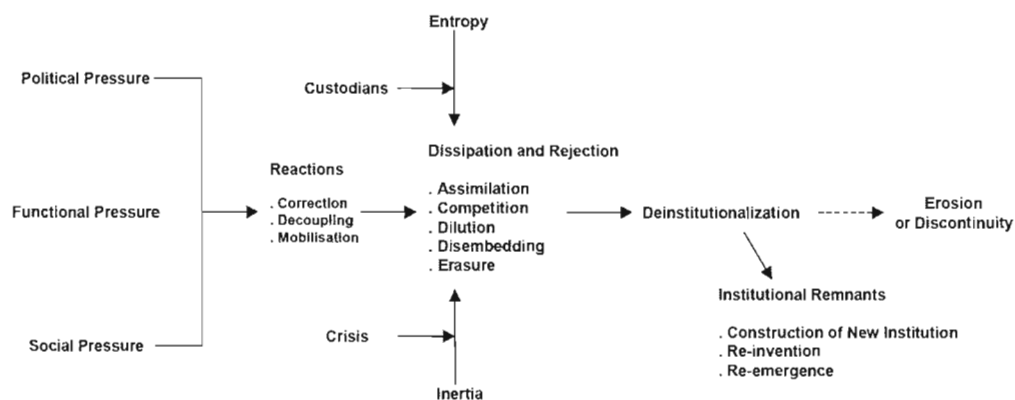 Entropy
Political Pressure
Custodians
Dissipation and Rejection
Reactions
. Assimilation
. Correction
. Competition
Functional Pressure
. Decoupling
. Dilution
Deinstitutionalization
Erosion
or Discontinuity
. Mobilisation
. Disembedding
. Erasure
Institutional Remnants
Social Pressure
Crisis
. Construction of New Institution
. Re-invention
. Re-emergence
Inertia